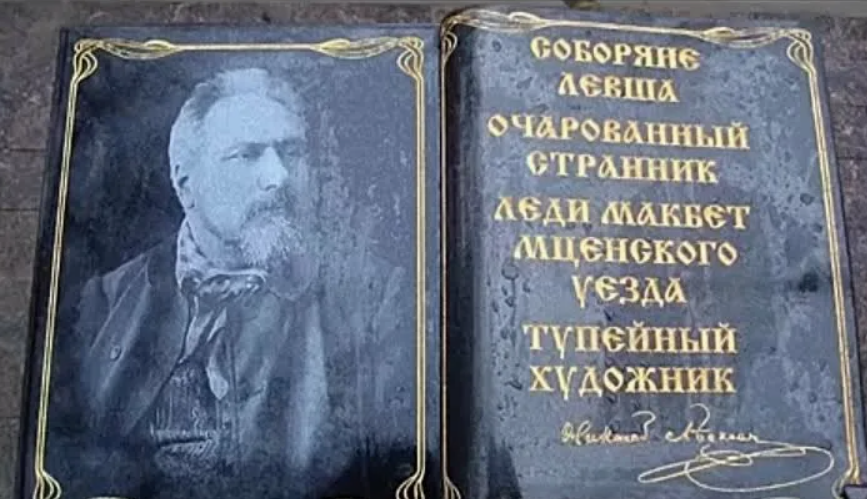 СОБОРЯНЕ
ЛЕВША
ОЧАРОВАННЫЙ
СТРАННИК
ЛЕДИ МАКБЕТ
МЦЕНСКОГО
УЕЗДА
ТУПЕЙНЫЙ
ХУДОЖНИК